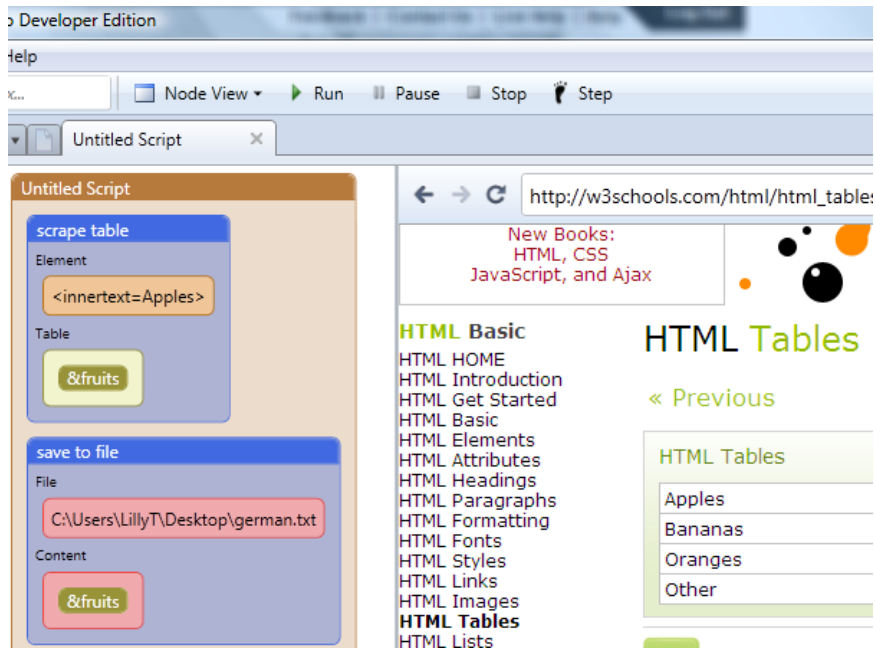 o Developer Edition
Help
x...
Node View
Run
Pause
Stop
Step
Untitled Script
Untitled Script
scrape table
Element
<innertext=Apples>
Table
&fruits
save to file
File
C:\Users\LillyT\Desktop\german.txt
Content
&fruits
http://w3schools.com/html/html_tables
New Books:
HTML, CSS
JavaScript, and Ajax
HTML Basic
HTML HOME
HTML Introduction
HTML Get Started
HTML Basic
HTML Elements
HTML Attributes
HTML Headings
HTML Paragraphs
HTML Formatting
HTML Fonts
HTML Styles
HTML Links
HTML Images
HTML Tables
HTML Lists
HTML Tables
« Previous
HTML Tables
Apples
Bananas
Oranges
Other